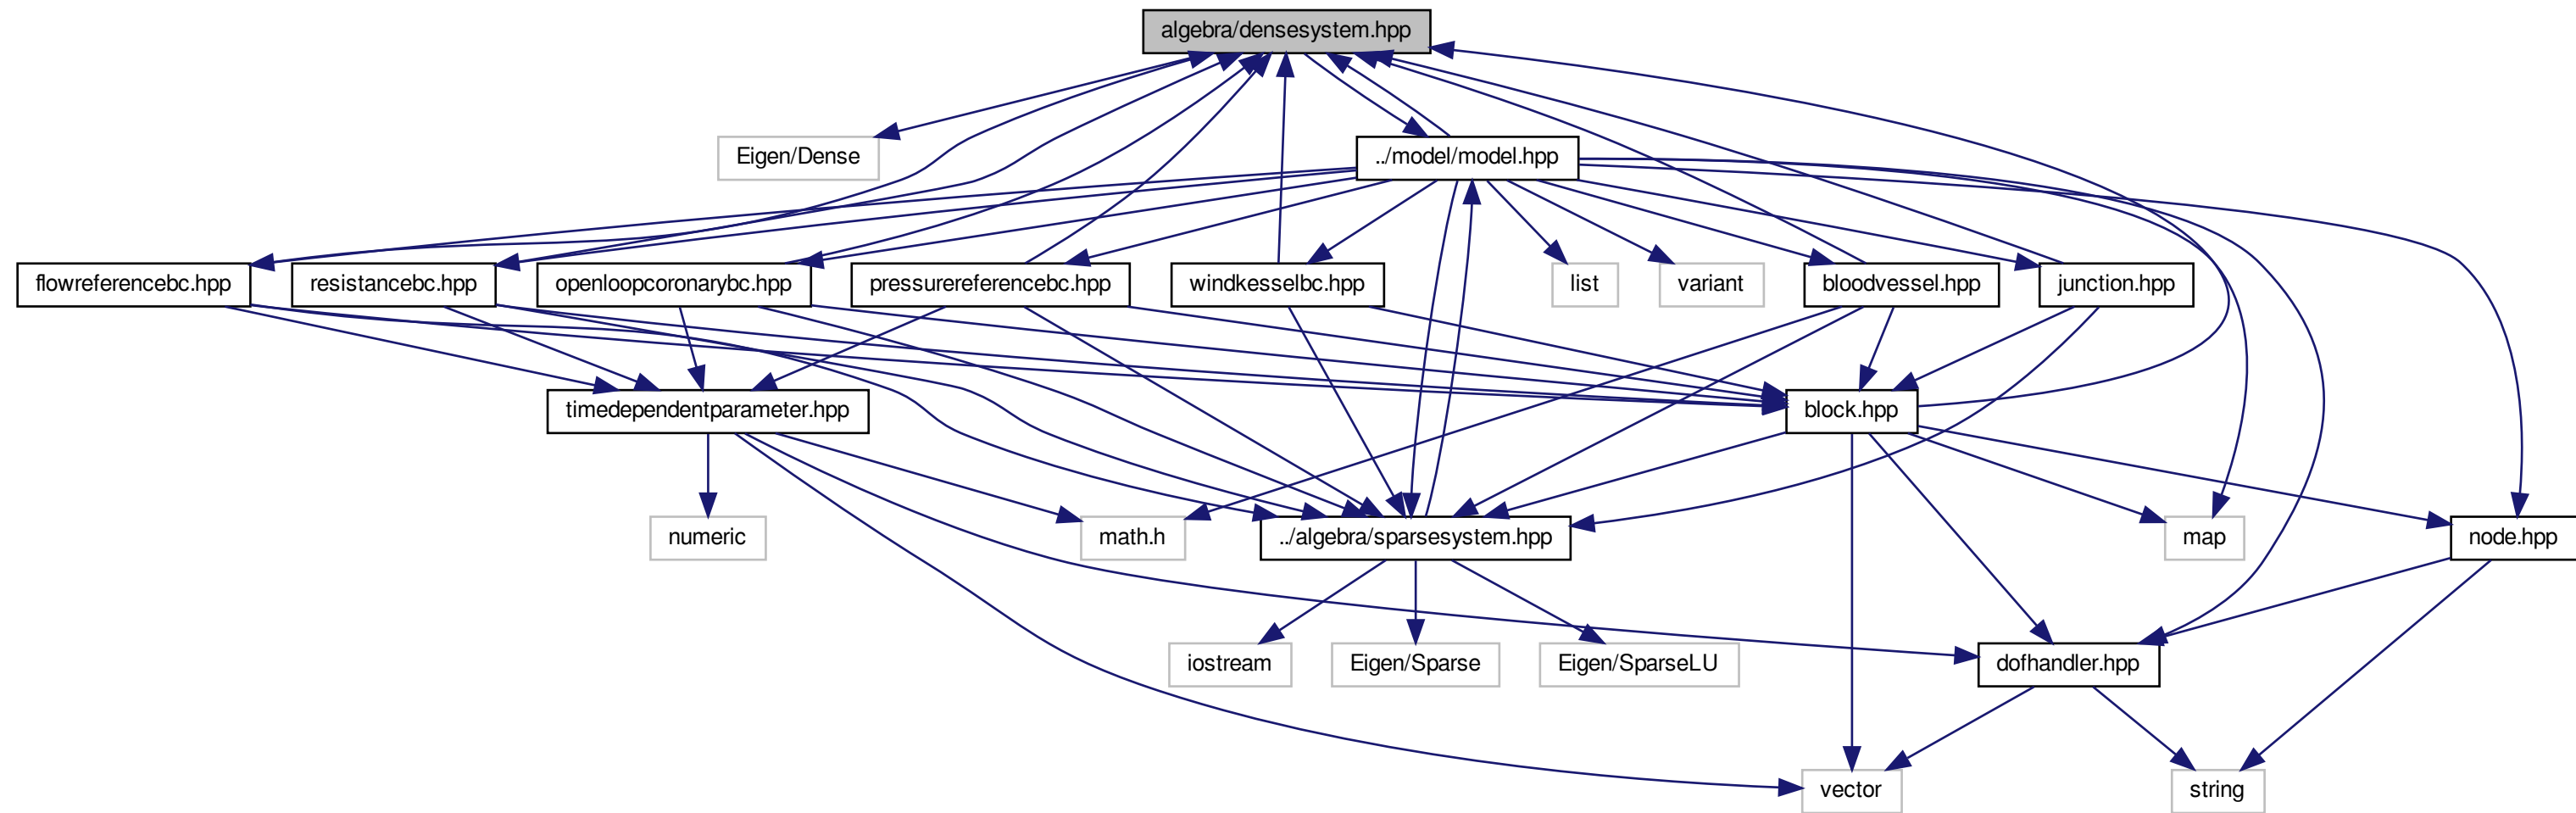 algebra/densesystem.hpp
Eigen/Dense
../model/model.hpp
flowreferencebc.hpp
resistancebc.hpp
openloopcoronarybc.hpp
pressurereferencebc.hpp
windkesselbc.hpp
list
variant
bloodvessel.hpp
junction.hpp
timedependentparameter.hpp
block.hpp
numeric
math.h
../algebra/sparsesystem.hpp
map
node.hpp
iostream
Eigen/Sparse
Eigen/SparseLU
dofhandler.hpp
vector
string